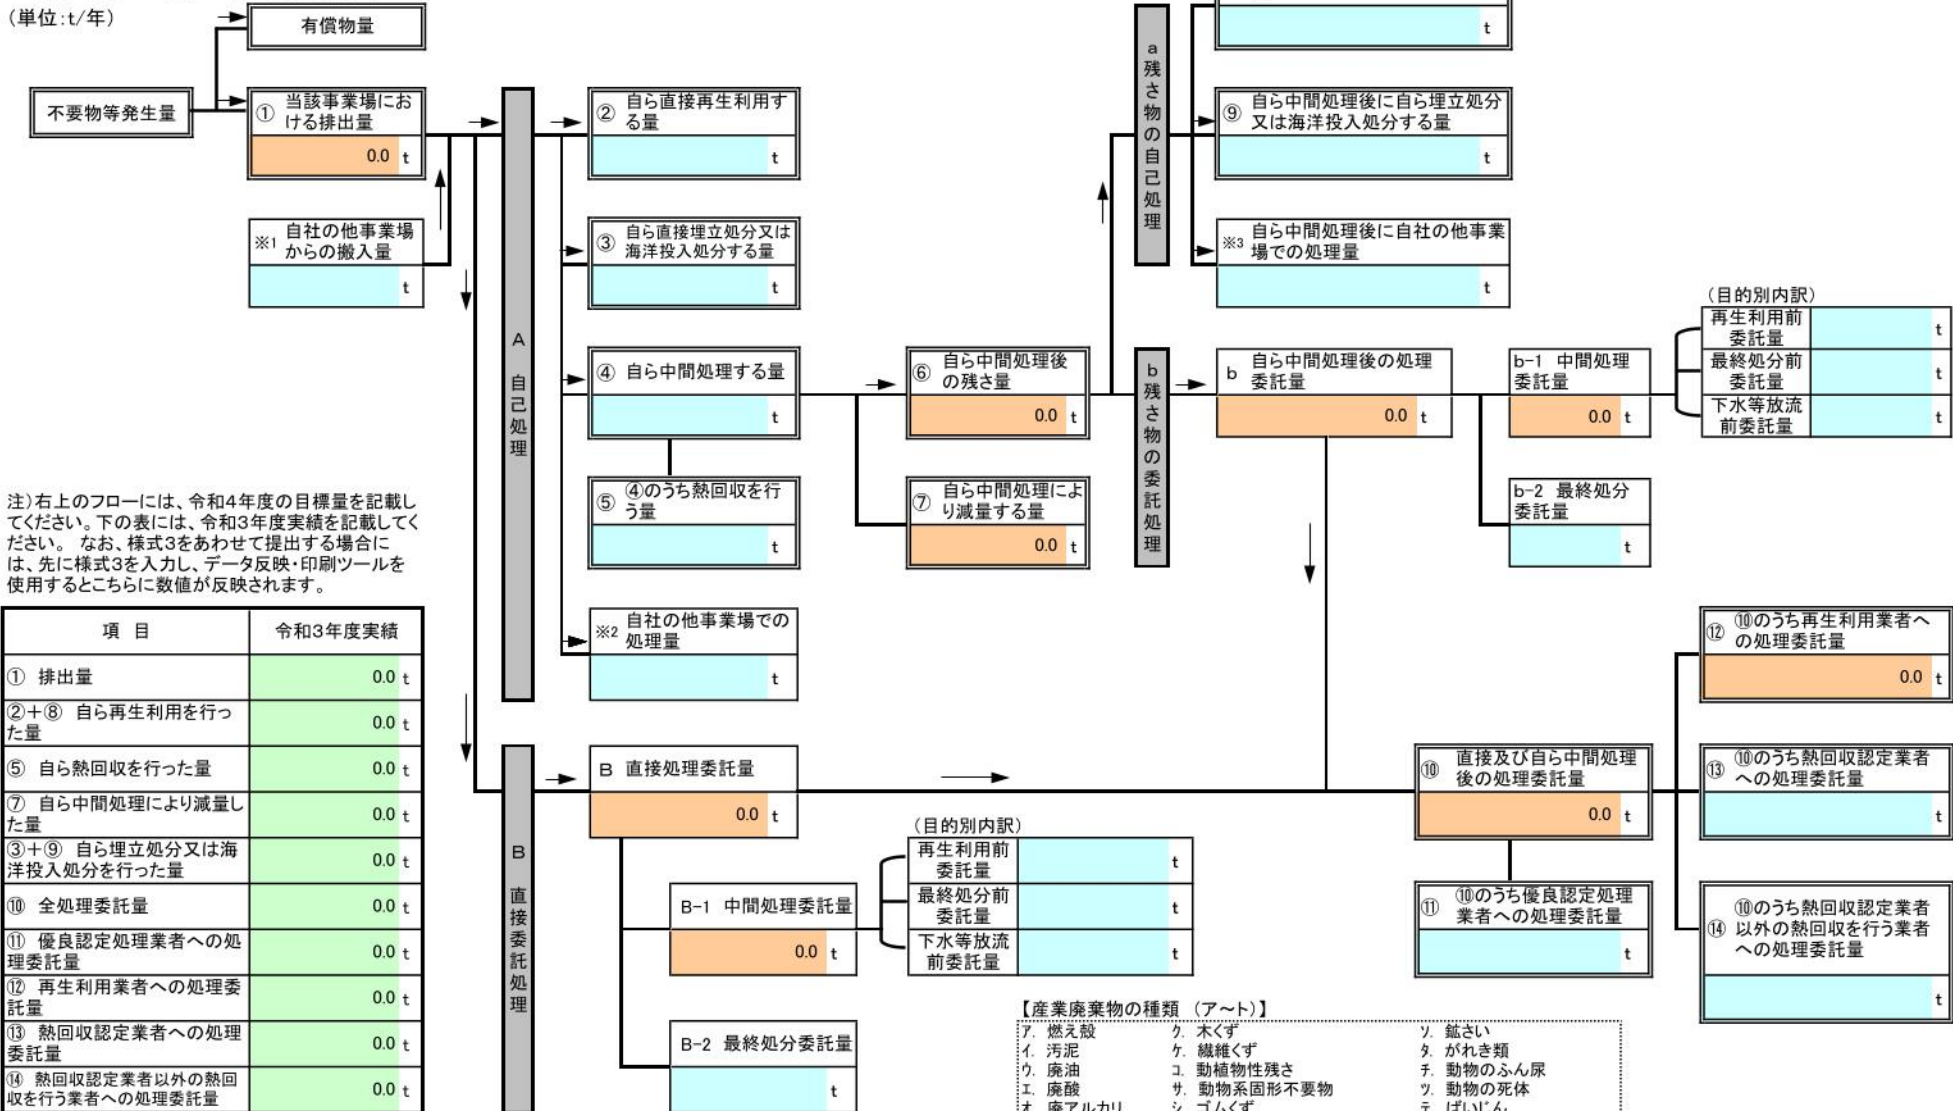 (単位:t/年)
有償物量
不要物等発生量
① 当該事業場にお
ける排出量
0.0 t
※1 自社の他事業場
からの搬入量
t
A 自己処理
② 自ら直接再生利用す
る量
t
③ 自ら直接埋立処分又は
海洋投入処分する量
t
④ 自ら中間処理する量
t
⑤ ④のうち熱回収を行
う量
t
※2 自社の他事業場での
処理量
t
⑥ 自ら中間処理後
の残さ量
0.0 t
⑦ 自ら中間処理によ
り減量する量
0.0 t
a 残さ物の自己処理
t
⑨ 自ら中間処理後に自ら埋立処分
又は海洋投入処分する量
t
※3 自ら中間処理後に自社の他事業
場での処理量
t
b 残さ物の委託処理
b 自ら中間処理後の処理
委託量
0.0 t
b-1 中間処理
委託量
0.0 t
b-2 最終処分
委託量
t
(目的別内訳)
再生利用前
委託量
t
最終処分前
委託量
t
下水等放流
前委託量
t
注)右上のフローには、令和4年度の目標量を記載し
てください。下の表には、令和3年度実績を記載してく
ださい。 なお、様式3をあわせて提出する場合に
は、先に様式3を入力し、データ反映・印刷ツールを
使用するとこちらに数値が反映されます。
項 目 令和3年度実績
① 排出量 0.0 t
②+⑧ 自ら再生利用を行っ
た量 0.0 t
⑤ 自ら熱回収を行った量 0.0 t
⑦ 自ら中間処理により減量し
た量 0.0 t
③+⑨ 自ら埋立処分又は海
洋投入処分を行った量 0.0 t
⑩ 全処理委託量 0.0 t
⑪ 優良認定処理業者への処
理委託量 0.0 t
⑫ 再生利用業者への処理委
託量 0.0 t
⑬ 熱回収認定業者への処理
委託量 0.0 t
⑭ 熱回収認定業者以外の熱回
収を行う業者への処理委託量 0.0 t
B 直接委託処理
B 直接処理委託量
0.0 t
B-1 中間処理委託量
0.0 t
B-2 最終処分委託量
t
(目的別内訳)
再生利用前
委託量
t
最終処分前
委託量
t
下水等放流
前委託量
t
⑩ 直接及び自ら中間処理
後の処理委託量
0.0 t
⑪ ⑩のうち優良認定処理
業者への処理委託量
t
⑫ ⑩のうち再生利用業者へ
の処理委託量
0.0 t
⑬ ⑩のうち熱回収認定業者
への処理委託量
t
⑭ ⑩のうち熱回収認定業者
以外の熱回収を行う業者
への処理委託量
t
【産業廃棄物の種類 (ア~ト)】
ア. 燃え殻 ク. 木くず ソ. 鉱さい
イ. 汚泥 ケ. 繊維くず タ. がれき類
ウ. 廃油 コ. 動植物性残さ チ. 動物のふん尿
エ. 廃酸 サ. 動物系固形不要物 ツ. 動物の死体
オ. 廃アルカリ シ. ゴムくず テ. ばいじん